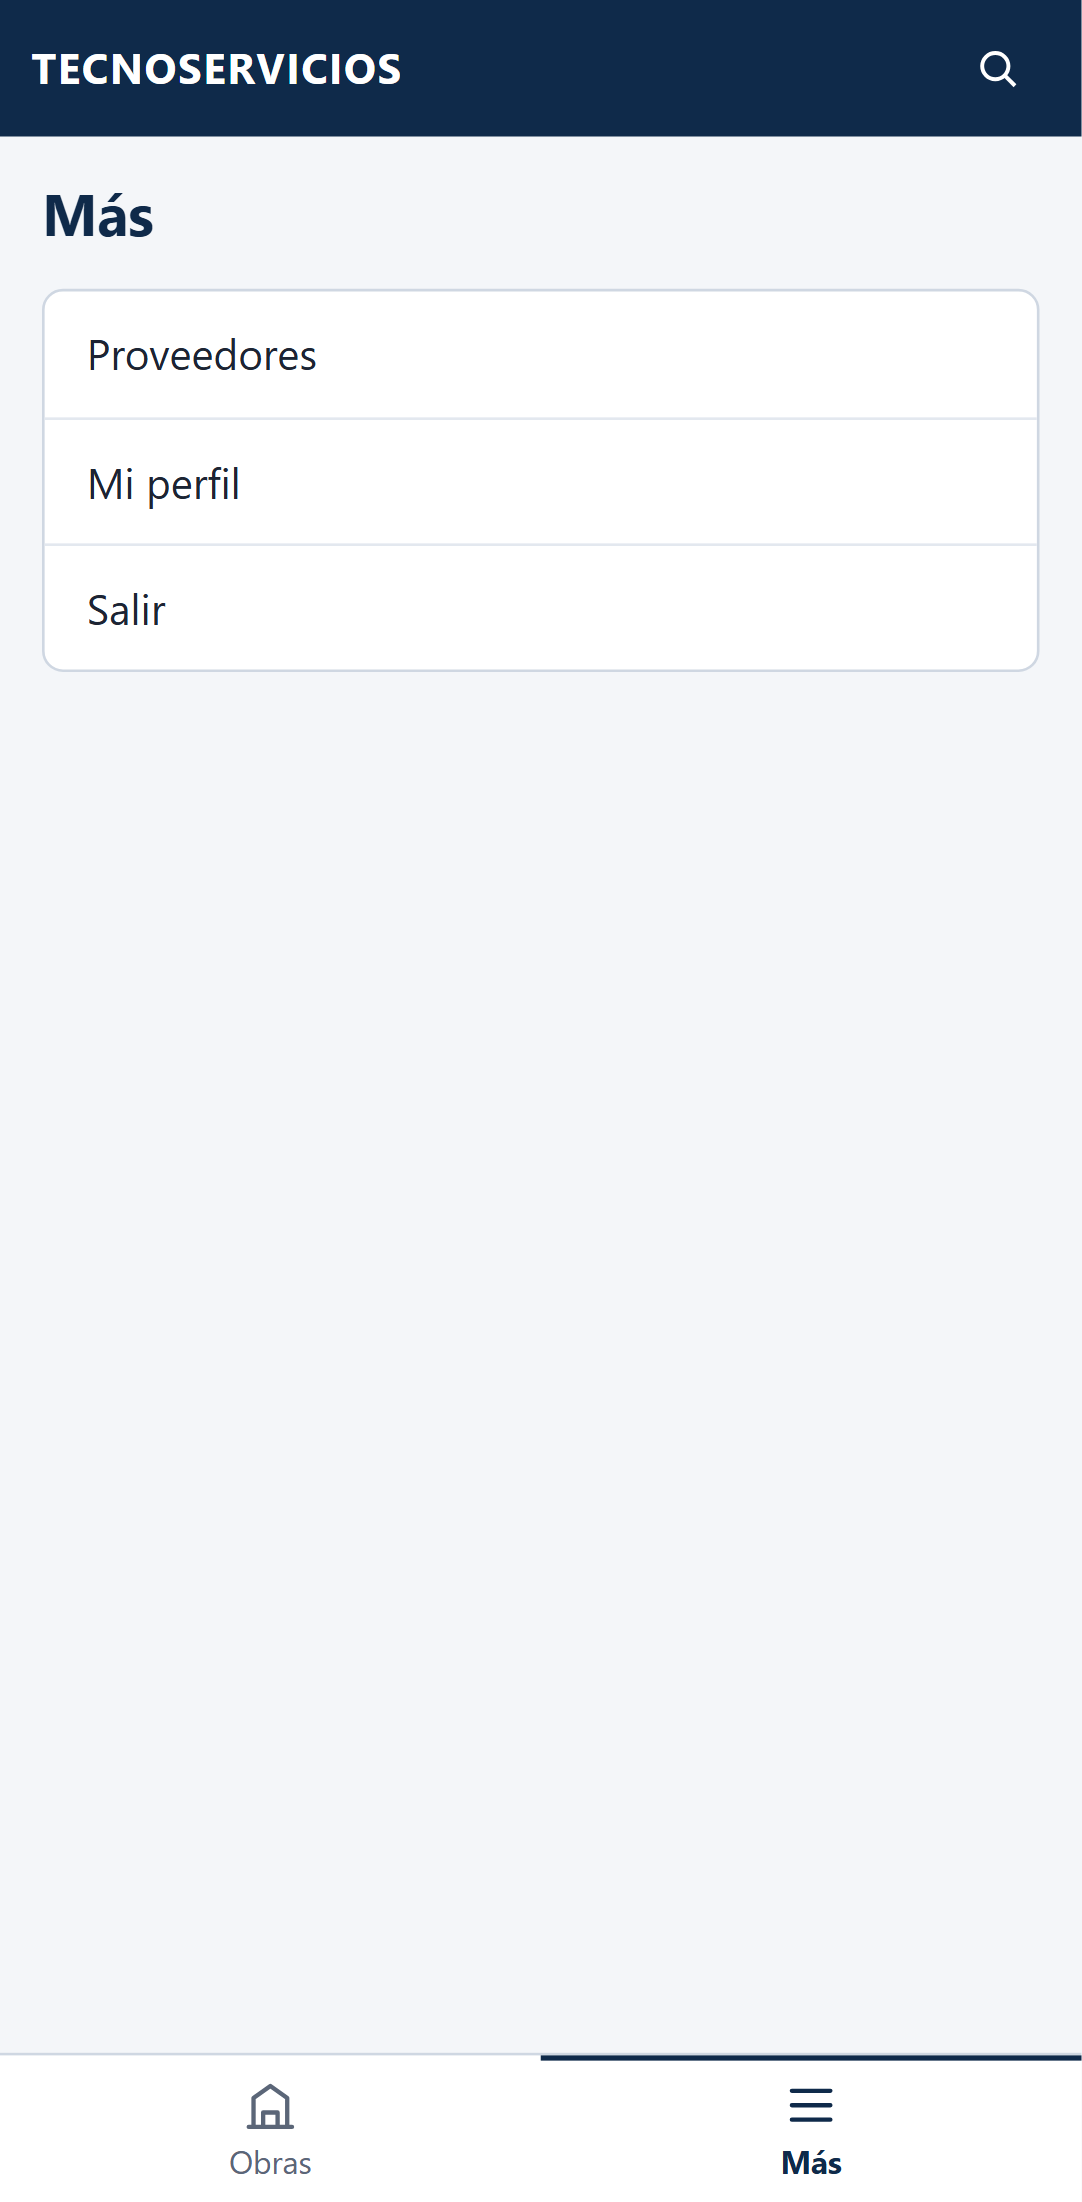 TECNOSERVICIOS
Más
Proveedores
Mi perfil
Salir
Obras
Más